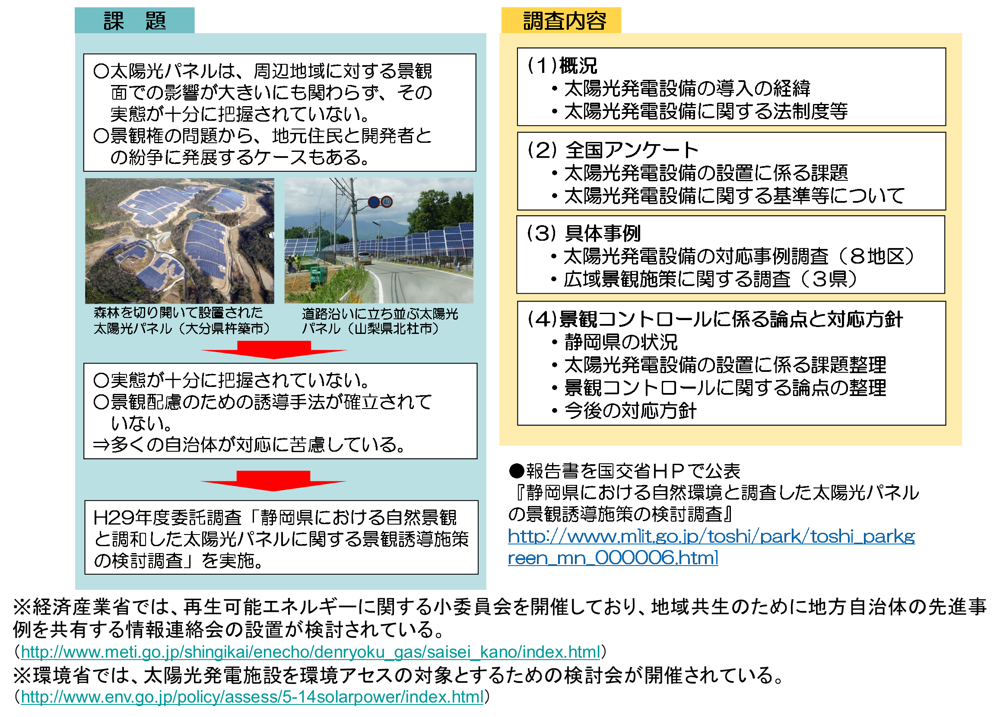 課　題
〇太陽光パネルは、周辺地域に対する景観
面での影響が大きいにも関わらず、その
実態が十分に把握されていない。
〇景観権の問題から、地元住民と開発者と
の紛争に発展するケースもある。
40
森林を切り開いて設置された
太陽光パネル（大分県杵築市）
道路沿いに立ち並ぶ太陽光
パネル（山梨県北杜市）
〇実態が十分に把握されていない。
〇景観配慮のための誘導手法が確立されて
いない。
⇒多くの自治体が対応に苦慮している。
H29年度委託調査「静岡県における自然景観
と調和した太陽光パネルに関する景観誘導施策
の検討調査」を実施。
調査内容
(1)概況
・太陽光発電設備の導入の経緯
・太陽光発電設備に関する法制度等
(2) 全国アンケート
・太陽光発電設備の設置に係る課題
・太陽光発電設備に関する基準等について
(3) 具体事例
・太陽光発電設備の対応事例調査（８地区）
・広域景観施策に関する調査（３県）
(4)景観コントロールに係る論点と対応方針
・静岡県の状況
・太陽光発電設備の設置に係る課題整理
・景観コントロールに関する論点の整理
・今後の対応方針
●報告書を国交省ＨＰで公表
『静岡県における自然環境と調査した太陽光パネル
の景観誘導施策の検討調査』
http://www.mlit.go.jp/toshi/park/toshi_parkg
reen_mn_000006.html
※経済産業省では、再生可能エネルギーに関する小委員会を開催しており、地域共生のために地方自治体の先進事
例を共有する情報連絡会の設置が検討されている。
（http://www.meti.go.jp/shingikai/enecho/denryoku_gas/saisei_kano/index.html）
※環境省では、太陽光発電施設を環境アセスの対象とするための検討会が開催されている。
（http://www.env.go.jp/policy/assess/5-14solarpower/index.html）